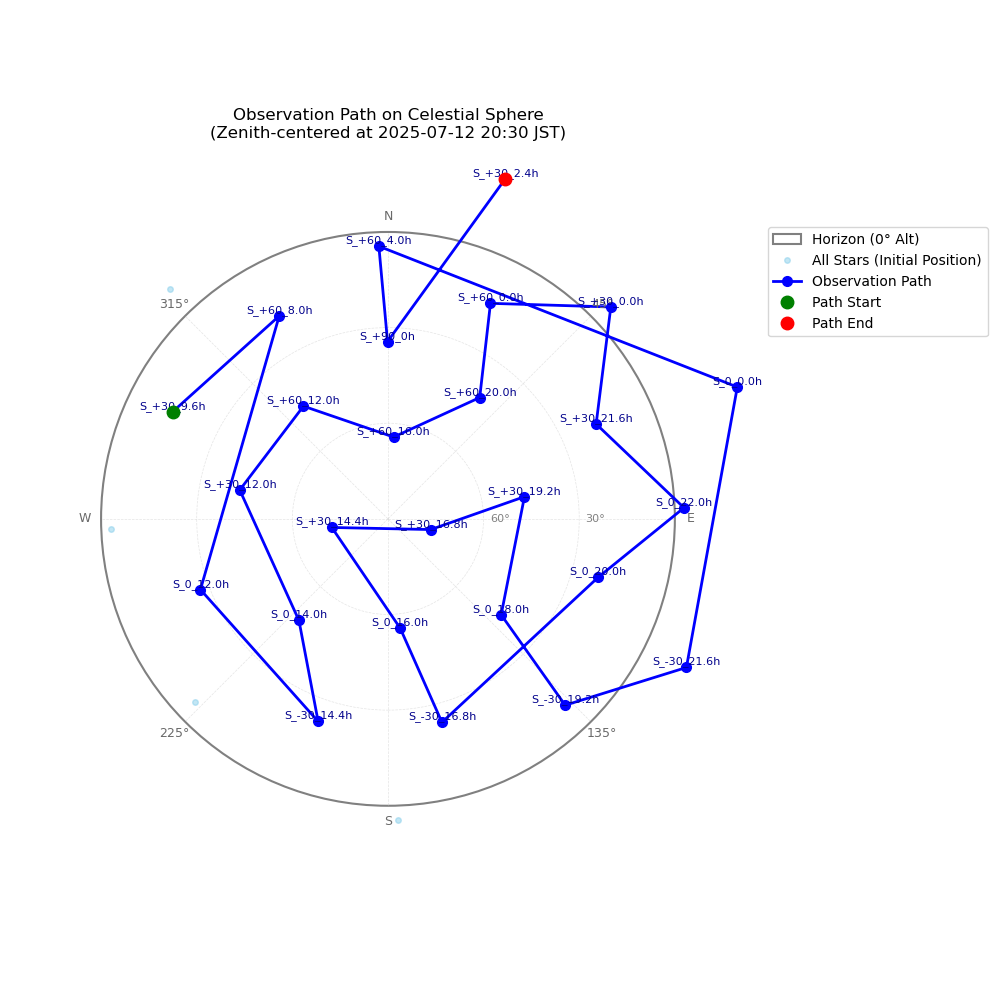 Observation Path on Celestial Sphere
(Zenith-centered at 2025-07-12 20:30 JST)
S_+30_2.4h
N
S_+60_4.0h
Horizon (0° Alt)
All Stars (Initial Position)
Observation Path
Path Start
Path End
315°
S_+60_8.0h
S_+60_0.0h
S_+30_0.0h
S_+90_0h
S_0_0.0h
S_+30_9.6h
S_+60_12.0h
S_+60_20.0h
S_+60_16.0h
S_+30_21.6h
S_+30_12.0h
S_+30_19.2h
S_0_22.0h
W
S_+30_14.4h
S_+30_16.8h
60°
30°
E
S_0_12.0h
S_0_20.0h
S_0_14.0h
S_0_16.0h
S_0_18.0h
S_-30_21.6h
S_-30_14.4h
S_-30_16.8h
S_-30_19.2h
225°
135°
S